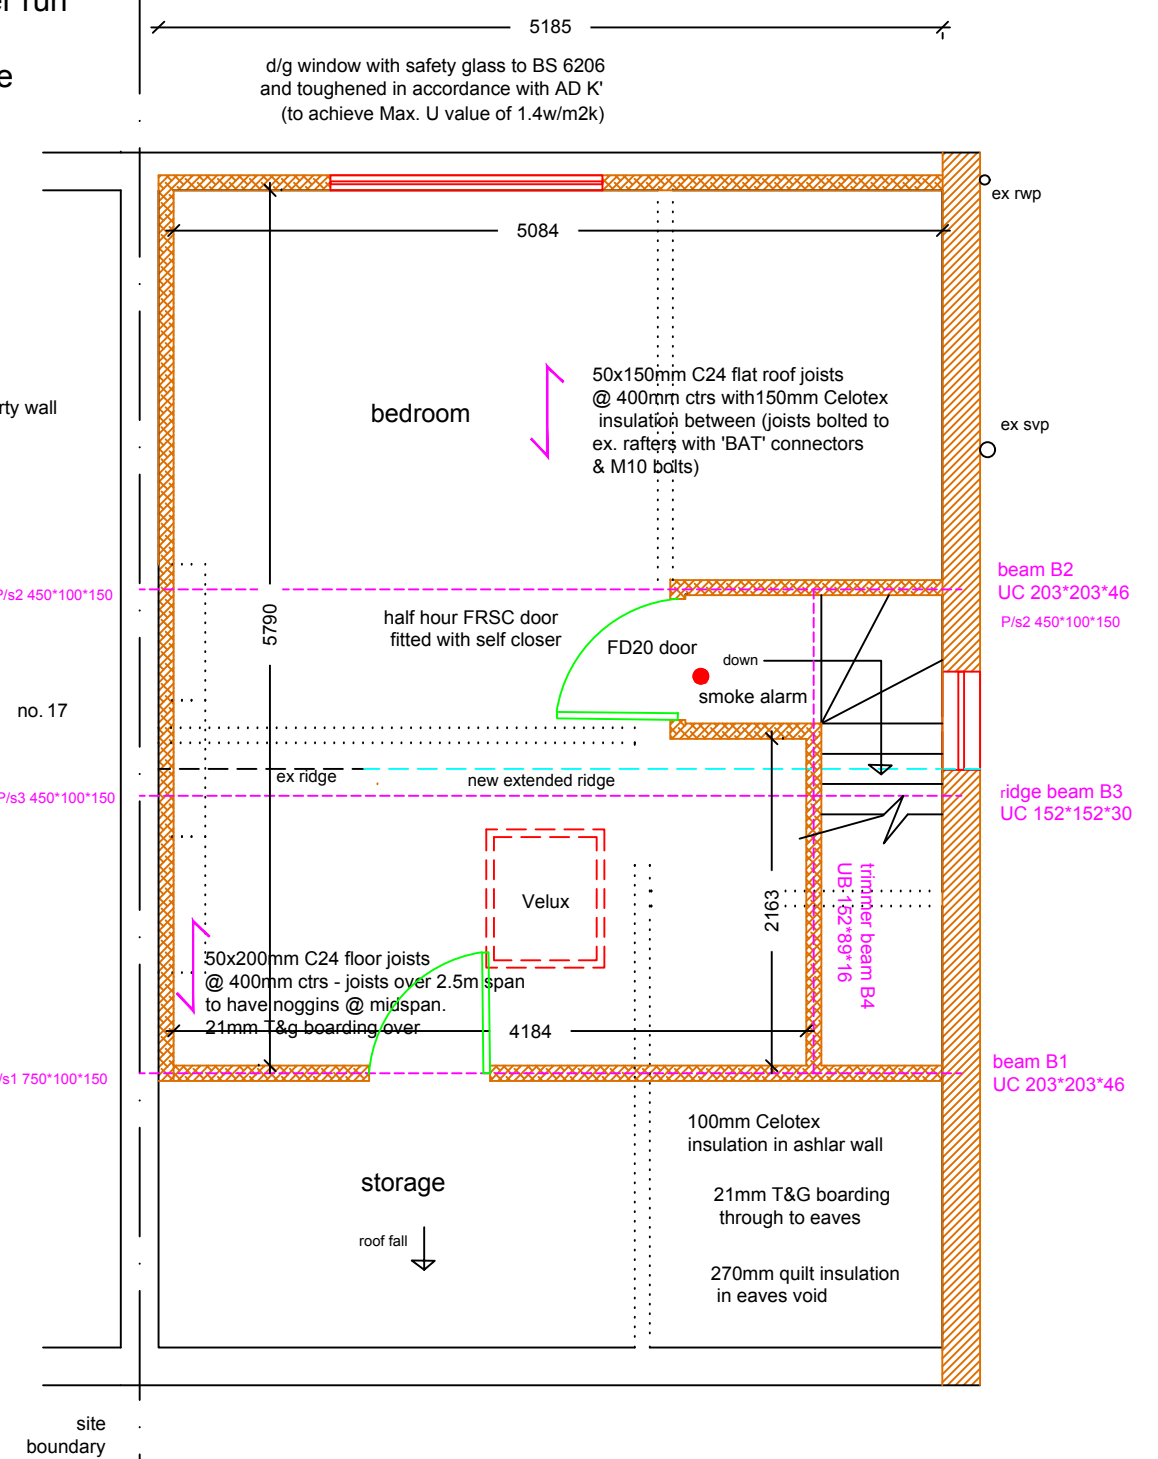 er run
e
5185
d/g window with safety glass to BS 6206
and toughened in accordance with AD K'
(to achieve Max. U value of 1.4w/m2k)
ex rwp
5084
50x150mm C24 flat roof joists
@ 400mm ctrs with150mm Celotex
insulation between (joists bolted to
ex. rafters with 'BAT' connectors
& M10 bolts)
bedroom
rty wall
ex svp
beam B2
UC 203*203*46
P/s2 450*100*150
P/s2 450*100*150
5790
half hour FRSC door
fitted with self closer
FD20 door
down
smoke alarm
no. 17
ex ridge
new extended ridge
P/s3 450*100*150
ridge beam B3
UC 152*152*30
Velux
2163
trimmer beam B4
UB 152*89*16
50x200mm C24 floor joists
@ 400mm ctrs - joists over 2.5m span
to have noggins @ midspan.
21mm T&g boarding over
4184
/s1 750*100*150
beam B1
UC 203*203*46
100mm Celotex
insulation in ashlar wall
storage
21mm T&G boarding
through to eaves
roof fall
270mm quilt insulation
in eaves void
site
boundary